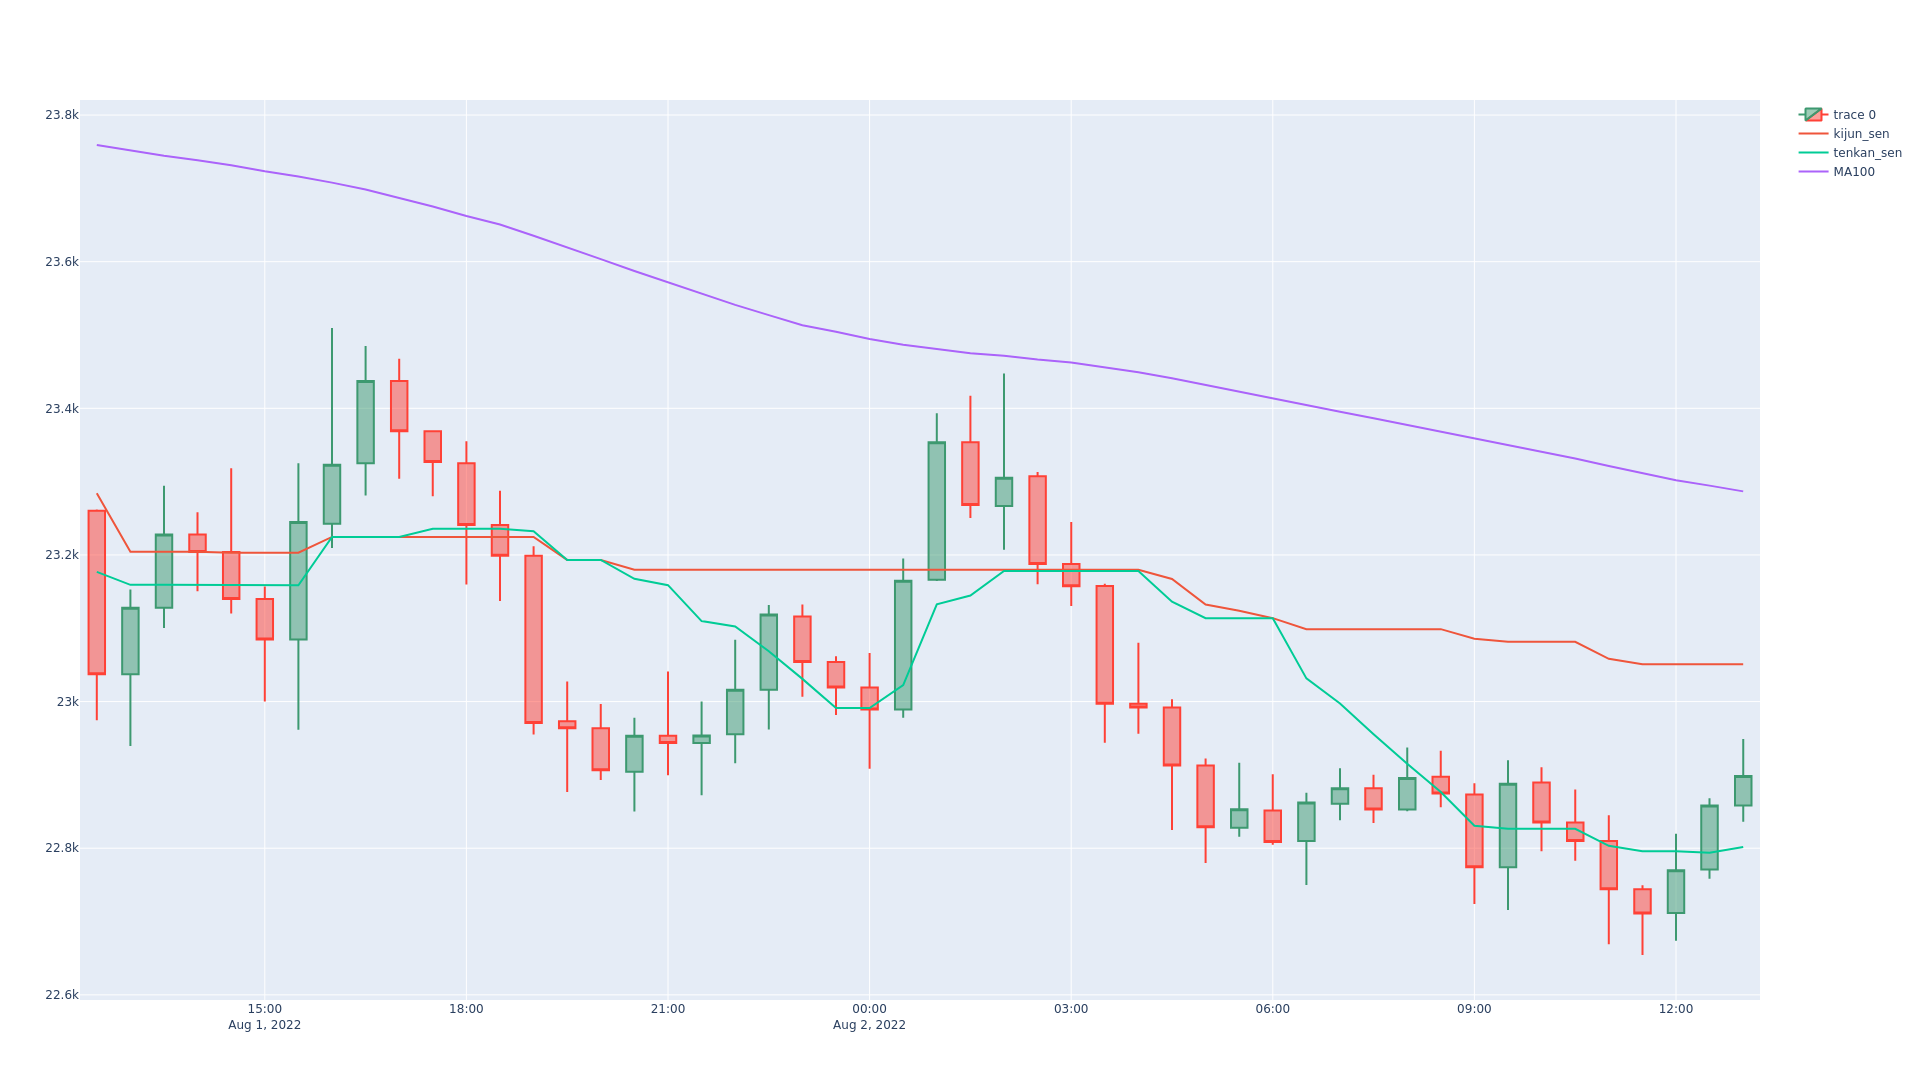 23.8k
23.6k
23.4k
23.2k
23k
22.8k
22.6k
15:00
Aug 1, 2022
18:00
21:00
00:00
Aug 2, 2022
03:00
06:00
09:00
12:00
trace 0
kijun_sen
tenkan_sen
MA100